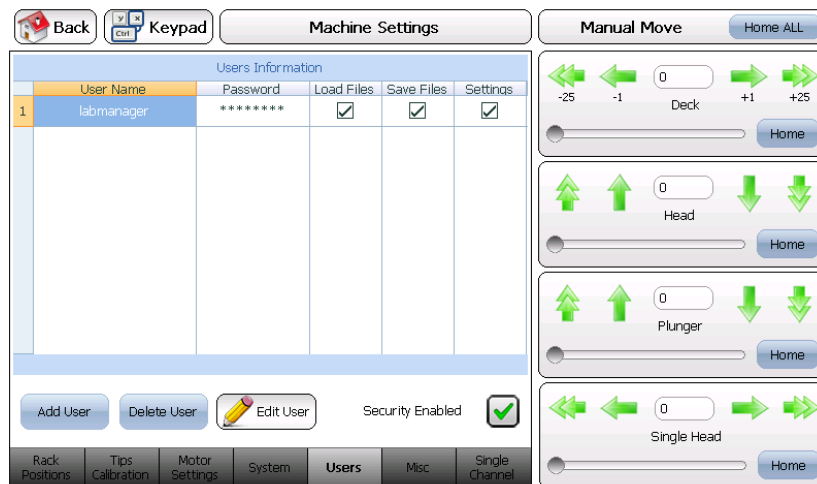 Back
Y X
Ctrl
Keypad
Machine Settings
Manual Move
Home ALL
Users Information
User Name Password Load Files Save Files Settings
1 labmanager ********
0
-25 -1 Deck +1 +25
Home
0
Head
Home
0
Plunger
Home
0
Single Head
Home
Add User
Delete User
Edit User
Security Enabled
Rack Positions
Tips Calibration
Motor Settings
System
Users
Misc
Single Channel